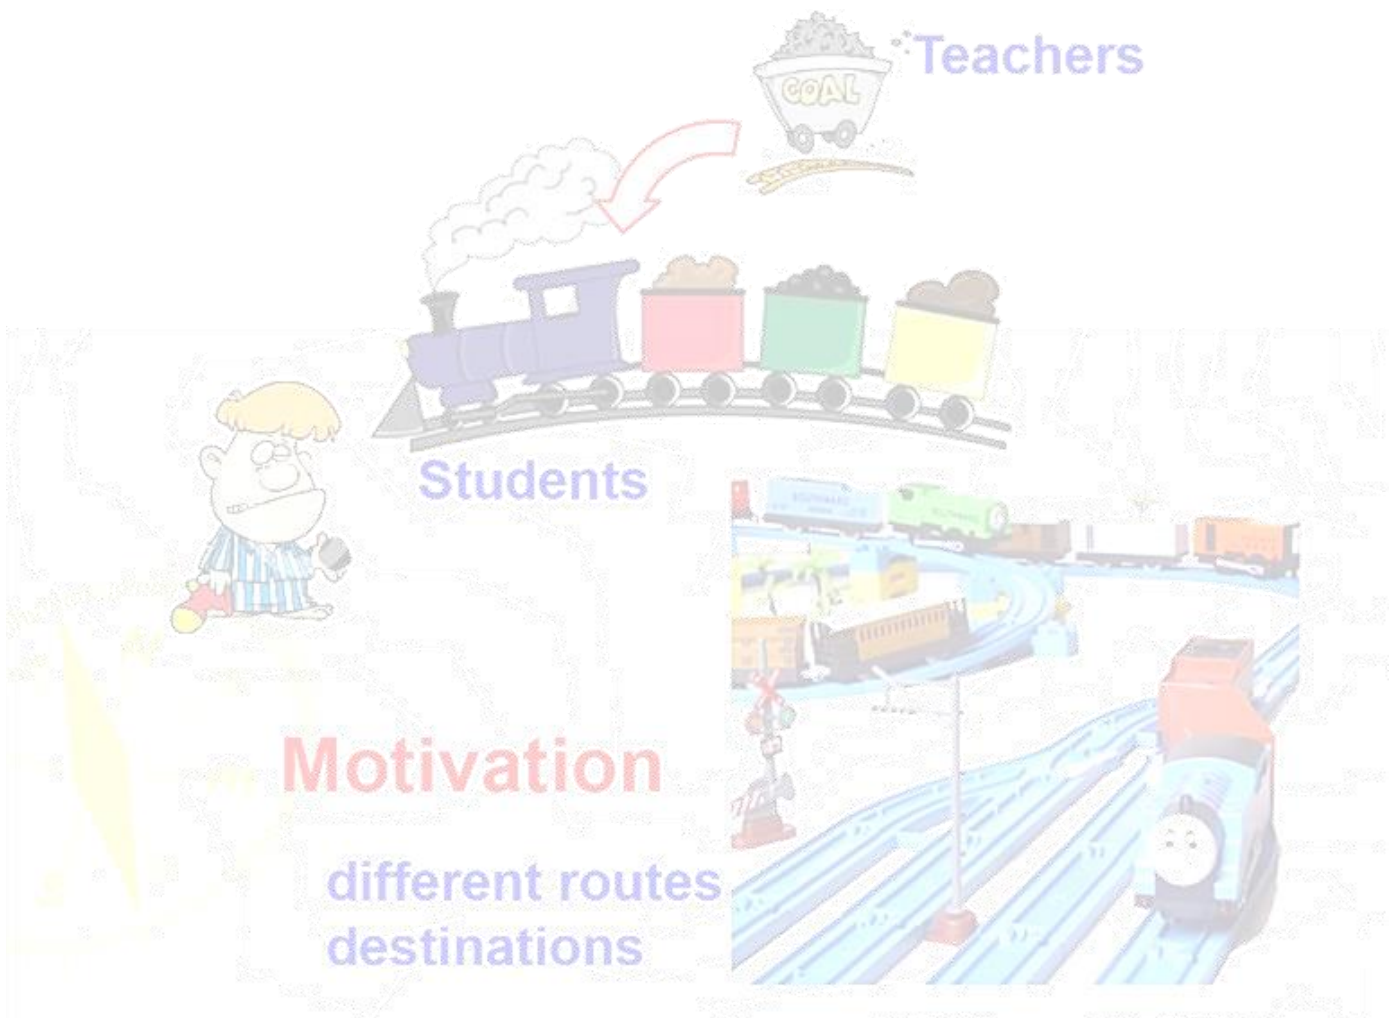 Teachers
COAL
Students
Motivation
different routes
destinations